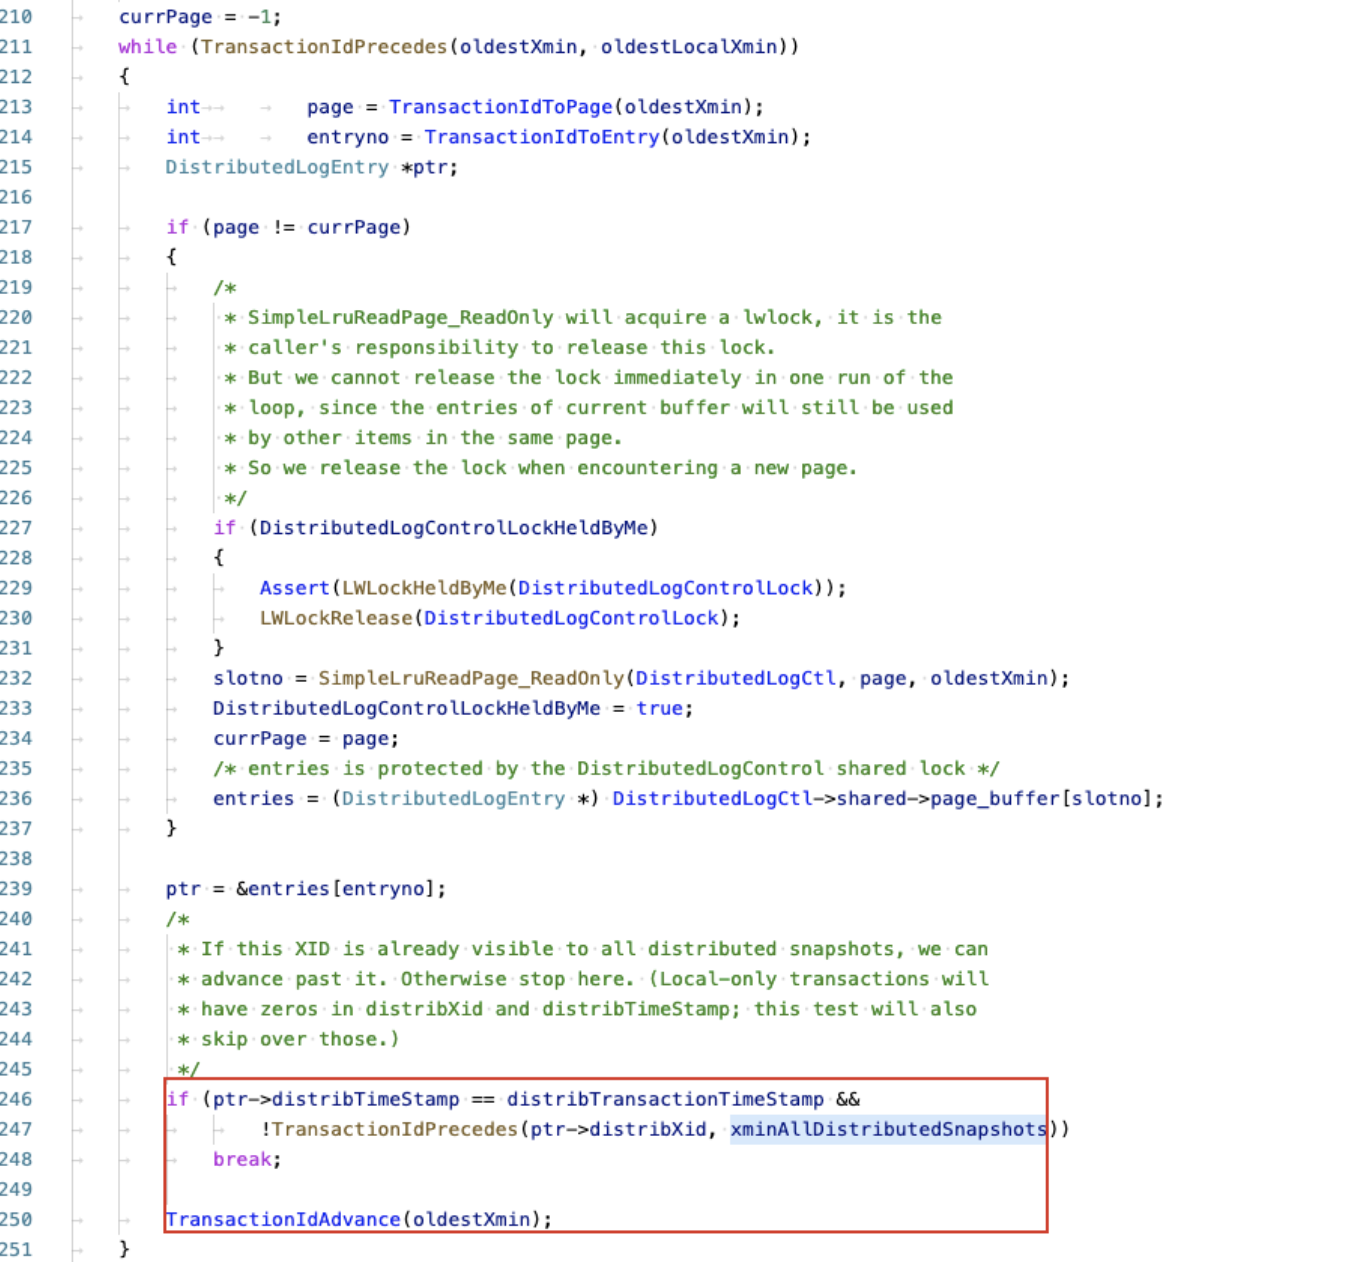 210 currPage = -1;
211 while (TransactionIdPrecedes(oldestXmin, oldestLocalXmin))
212 {
213 int page = TransactionIdToPage(oldestXmin);
214 int entryno = TransactionIdToEntry(oldestXmin);
215 DistributedLogEntry *ptr;
216
217 if (page != currPage)
218 {
219 /*
220 * SimpleLruReadPage_ReadOnly will acquire a lwlock, it is the
221 * caller's responsibility to release this lock.
222 * But we cannot release the lock immediately in one run of the
223 * loop, since the entries of current buffer will still be used
224 * by other items in the same page.
225 * So we release the lock when encountering a new page.
226 */
227 if (DistributedLogControlLockHeldByMe)
228 {
229 Assert(LWLockHeldByMe(DistributedLogControlLock));
230 LWLockRelease(DistributedLogControlLock);
231 }
232 slotno = SimpleLruReadPage_ReadOnly(DistributedLogCtl, page, oldestXmin);
233 DistributedLogControlLockHeldByMe = true;
234 currPage = page;
235 /* entries is protected by the DistributedLogControl shared lock */
236 entries = (DistributedLogEntry *) DistributedLogCtl->shared->page_buffer[slotno];
237 }
238
239 ptr = &entries[entryno];
240 /*
241 * If this XID is already visible to all distributed snapshots, we can
242 * advance past it. Otherwise stop here. (Local-only transactions will
243 * have zeros in distribXid and distribTimeStamp; this test will also
244 * skip over those.)
245 */
246 if (ptr->distribTimeStamp == distribTransactionTimeStamp &&
247 !TransactionIdPrecedes(ptr->distribXid, xminAllDistributedSnapshots))
248 break;
249
250 TransactionIdAdvance(oldestXmin);
251 }